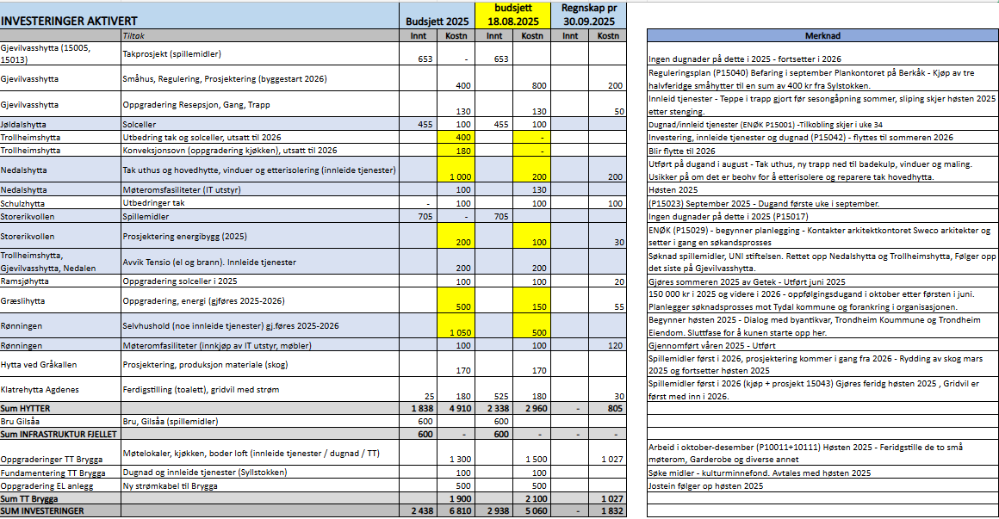 INVESTERINGER AKTIVERT Budsjett 2025 budsjett 18.08.2025 Regnskap pr 30.09.2025
Tiltak Innt Kostn Innt Kostn Innt Kostn Merknad
Gjevilvasshytta (15005, 15013) Takprosjekt (spillemidler) 653 - 653 Ingen dugnader på dette i 2025 - fortsetter i 2026
Gjevilvasshytta Småhus, Regulering, Prosjektering (byggestart 2026) 400 800 200 Reguleringsplan (P15040) Befaring i september Plankontoret på Berkåk - Kjøp av tre
halvferidge småhytter til en sum av 400 kr fra Sylstokken.
Gjevilvasshytta Oppgradering Resepsjon, Gang, Trapp 130 130 50 Innleid tjenester - Teppe i trapp gjort før sesongåpning sommer, sliping skjer høsten 2025
etter stenging.
Jøldalshytta Solceller 455 100 455 100 Dugnad/innleid tjenester (ENØK P15001) -Tilkobling skjer i uke 34
Trollheimshytta Utbedring tak og solceller, utsatt til 2026 400 - Investering, innleide tjenester og dugnad (P15042) - flyttes til sommeren 2026
Trollheimshytta Konveksjonsovn (oppgradering kjøkken), utsatt til 2026 180 - Blir flytte til 2026
Nedalshytta Tak uthus og hovedhytte, vinduer og etterisolering (innleide tjenester) 1 000 200 200 Utført på dugand i august - Tak uthus, ny trapp ned til badekulp, vinduer og maling.
Usikker på om det er beohv for å etterisolere og reparere tak hovedhytta.
Nedalshytta Møteromsfasiliteter (IT utstyr) 100 130 Høsten 2025
Schulzhytta Utbedringer tak - 100 100 100 (P15023) September 2025 - Dugand første uke i september.
Storerikvollen Spillemidler 705 - 705 Ingen dugnader på dette i 2025 (P15017)
Storerikvollen Prosjektering energibygg (2025) 200 100 30 ENØK (P15029) - begynner planlegging - Kontakter arkitektkontoret Sweco arkitekter og
setter i gang en søkandsprosses
Trollheimshytta, Gjevilvasshytta, Nedalen Avvik Tensio (el og brann). Innleide tjenester 200 200 Søknad spillemidler, UNI stiftelsen. Rettet opp Nedalshytta og Trollheimshytta, Følger opp
det siste på Gjevilvasshytta.
Ramsjøhytta Oppgradering solceller i 2025 100 100 20 Gjøres sommeren 2025 av Getek - Utført juni 2025
Græslihytta Oppgradering, energi (gjføres 2025-2026) 500 150 55 150 000 kr i 2025 og videre i 2026 - oppfølgingsdugand i oktober etter førsten i juni.
Planlegger søknadsprosses mot Tydal kommune og forankring i organisasjonen.
Rønningen Selvhushold (noe innleid tjenester) gj.føres 2025-2026 1 050 500 Begynner høsten 2025 - Dialog med byantikvar, Trondheim Koummune og Trondheim
Eiendom. Sluttfase for å kunen starte opp her.
Rønningen Møteromsfasiliteter (innkjøp av IT utstyr, møbler) 100 100 120 Gjennomført våren 2025 - Utført
Hytta ved Gråkallen Prosjektering, produksjon materiale (skog) 170 170 Spillemidler først i 2026, prosjektering kommer i gang fra 2026 - Rydding av skog mars
2025 og fortsetter høsten 2025
Klatrehytta Agdenes Ferdigstilling (toalett), gridvil med strøm 25 180 525 180 30 Spillemidler først i 2026 (kjøp + prosjekt 15043) Gjøres feridg høsten 2025 , Gridvil er
først med inn i 2026.
Sum HYTTER 1 838 4 910 2 338 2 960 - 805
Bru Gilsåa Bru, Gilsåa (spillemidler) 600 600
Sum INFRASTRUKTUR FJELLET 600 - 600 - - -
Oppgraderinger TT Brygga Møtelokaler, kjøkken, boder loft (innleide tjenester / dugnad / TT) 1 300 1 500 1 027 Arbeid i oktober-desember (P10011+10111) Høsten 2025 - Feridgstille de to små
møterom, Garderobe og diverse annet
Fundamentering TT Brygga Dugnad og innleide tjenester (Syllstokken) 100 100 Søke midler - kulturminnefond. Avtales med høsten 2025
Oppgradering EL anlegg Ny strømkabel til Brygga 500 500 Jostein følger op høsten 2025
Sum TT Brygga 1 900 2 100 1 027
SUM INVESTERINGER 2 438 6 810 2 938 5 060 - 1 832